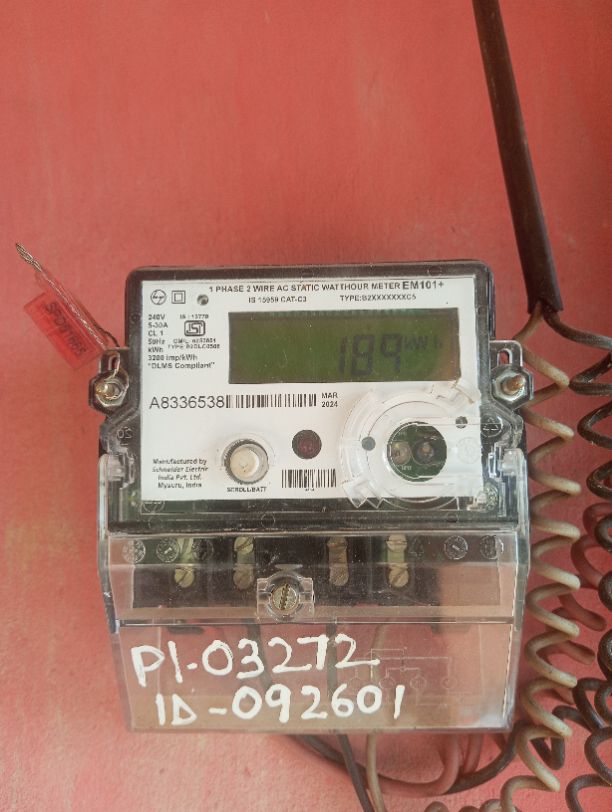 1 PHASE 2 WIRE AC STATIC WATTHOUR METER EM101+
IS 15959 CAT-C3 TYPE:B2XXXXXXXC5
240V IS : 13779
5-30A
CL 1
50Hz
kWh
3200 imp/kWh
"DLMS Compliant"
189 kWh
A8336538
MAR
2024
Manufactured by
Schneider Electric
India Pvt. Ltd.
Mysuru, India
SCROLL/BATT
PI-03272
ID-092601